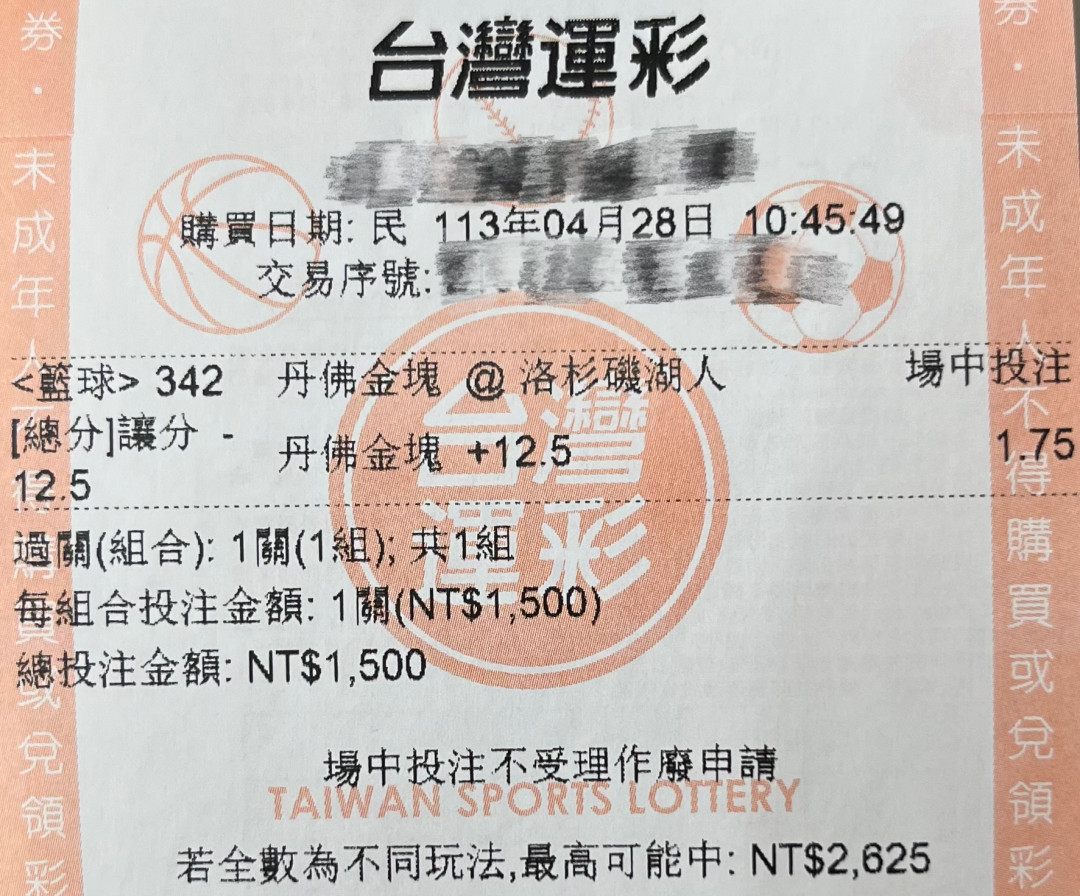 台灣運彩
購買日期: 民 113年04月28日 10:45:49
交易序號:
<籃球> 342 丹佛金塊 @ 洛杉磯湖人 場中投注
[總分]讓分 - 丹佛金塊 +12.5 1.75
12.5
過關(組合): 1關(1組); 共1組
每組合投注金額: 1關(NT$1,500)
總投注金額: NT$1,500
場中投注不受理作廢申請
TAIWAN SPORTS LOTTERY
若全數為不同玩法,最高可能中: NT$2,625
台灣
運彩
券・未成年人不得購買或兌領彩
券・未成年人不得購買或兌領彩